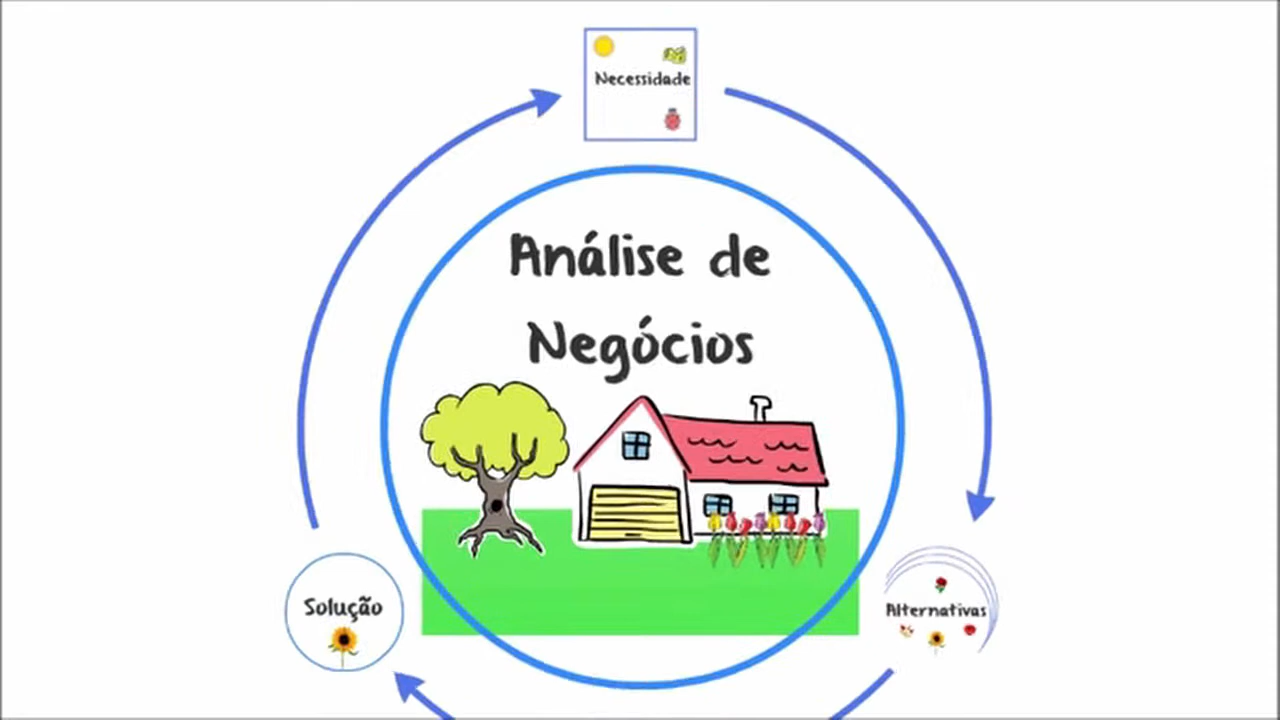 Necessidade
Análise de
Negócios
Solução
Alternativas